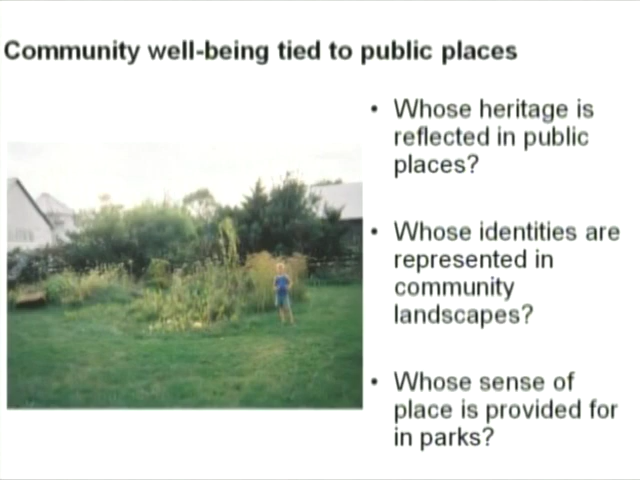 Community well-being tied to public places
• Whose heritage is
reflected in public
places?
• Whose identities are
represented in
community
landscapes?
• Whose sense of
place is provided for
in parks?